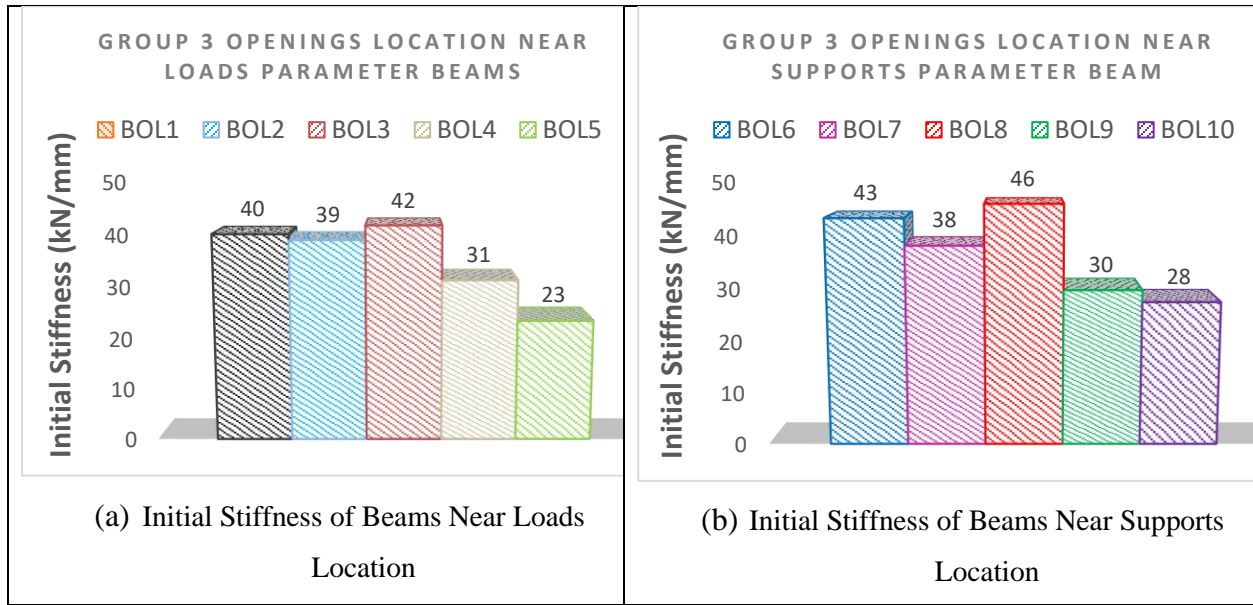 GROUP 3 OPENINGS LOCATION NEAR
LOADS PARAMETER BEAMS
BOL1 BOL2 BOL3 BOL4 BOL5
Initial Stiffness (kN/mm)
50
40
30
20
10
0
40
39
42
31
23
(a) Initial Stiffness of Beams Near Loads
Location
GROUP 3 OPENINGS LOCATION NEAR
SUPPORTS PARAMETER BEAM
BOL6 BOL7 BOL8 BOL9 BOL10
Initial Stiffness (kN/mm)
50
40
30
20
10
0
43
38
46
30
28
(b) Initial Stiffness of Beams Near Supports
Location